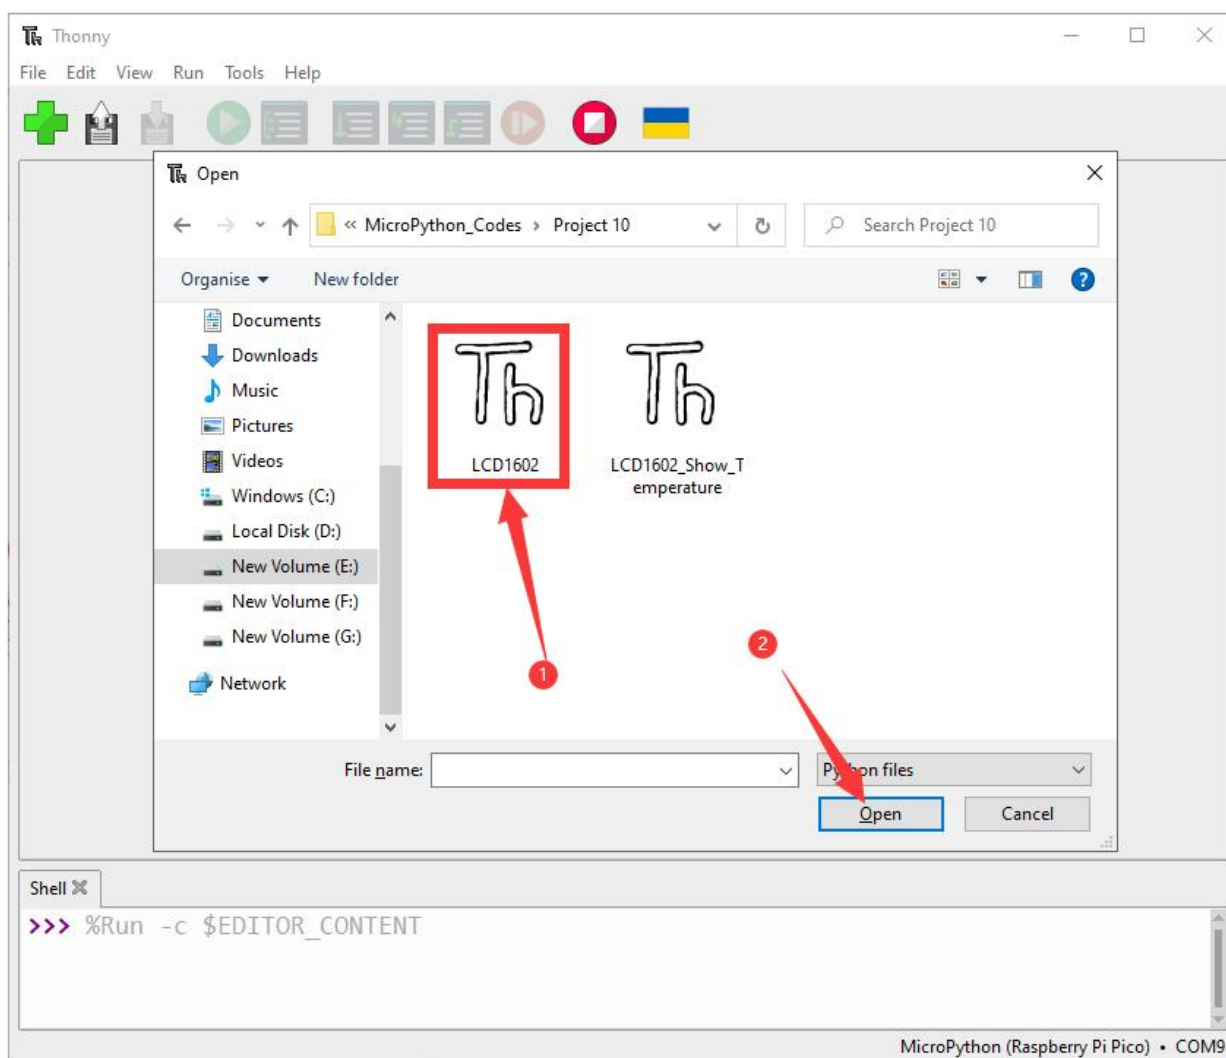 Thonny
File Edit View Run Tools Help
Open
« MicroPython_Codes › Project 10
Search Project 10
Organise
New folder
Documents
Downloads
Music
Pictures
Videos
Windows (C:)
Local Disk (D:)
New Volume (E:)
New Volume (F:)
New Volume (G:)
Network
Th
LCD1602
Th
LCD1602_Show_T
emperature
1
2
File name:
Python files
Open
Cancel
Shell
>>> %Run -c $EDITOR_CONTENT
MicroPython (Raspberry Pi Pico) • COM9